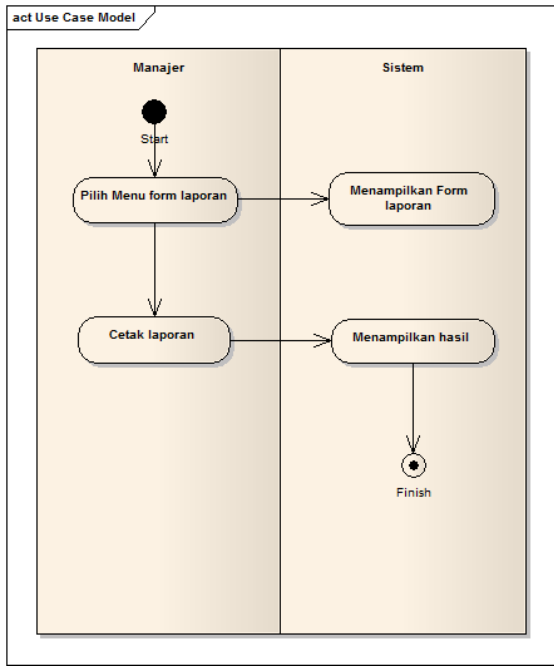 act Use Case Model
Manajer
Sistem
Start
Pilih Menu form laporan
Menampilkan Form
laporan
Cetak laporan
Menampilkan hasil
Finish